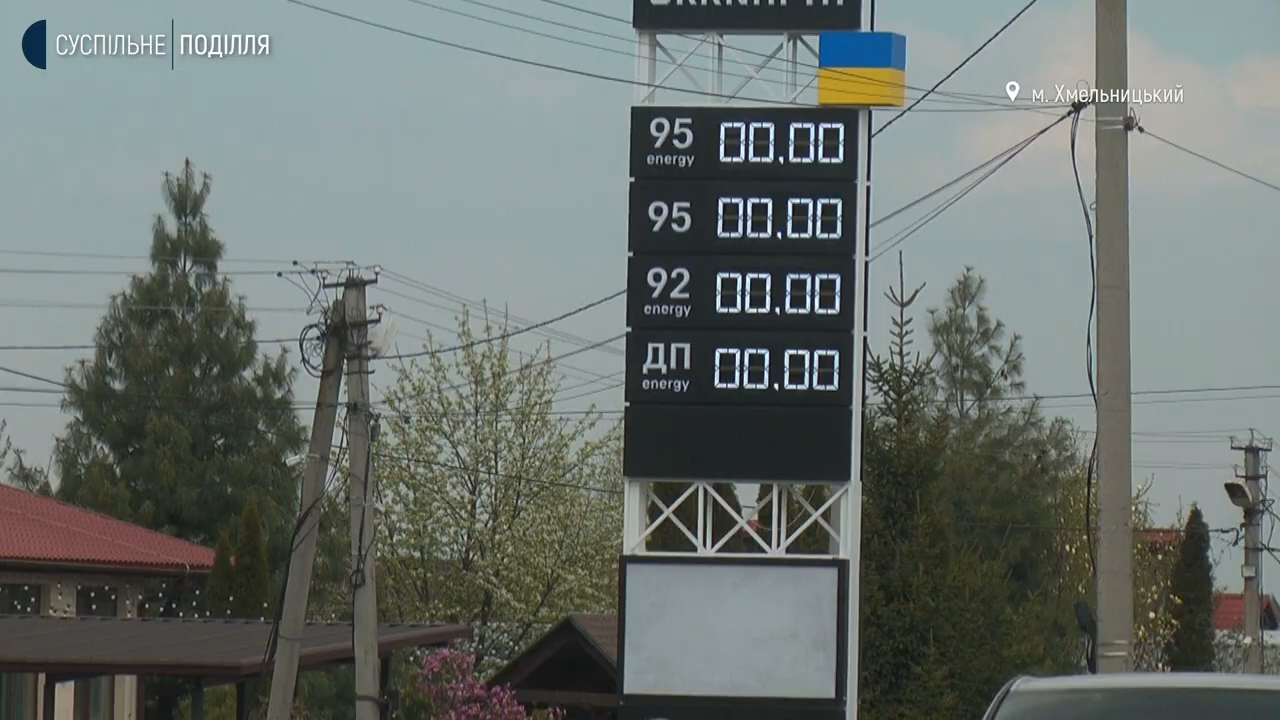 СУСПІЛЬНЕ ПОДІЛЛЯ
м. Хмельницький
95 00.00
energy
95 00.00
92 00.00
energy
ДП 00.00
energy